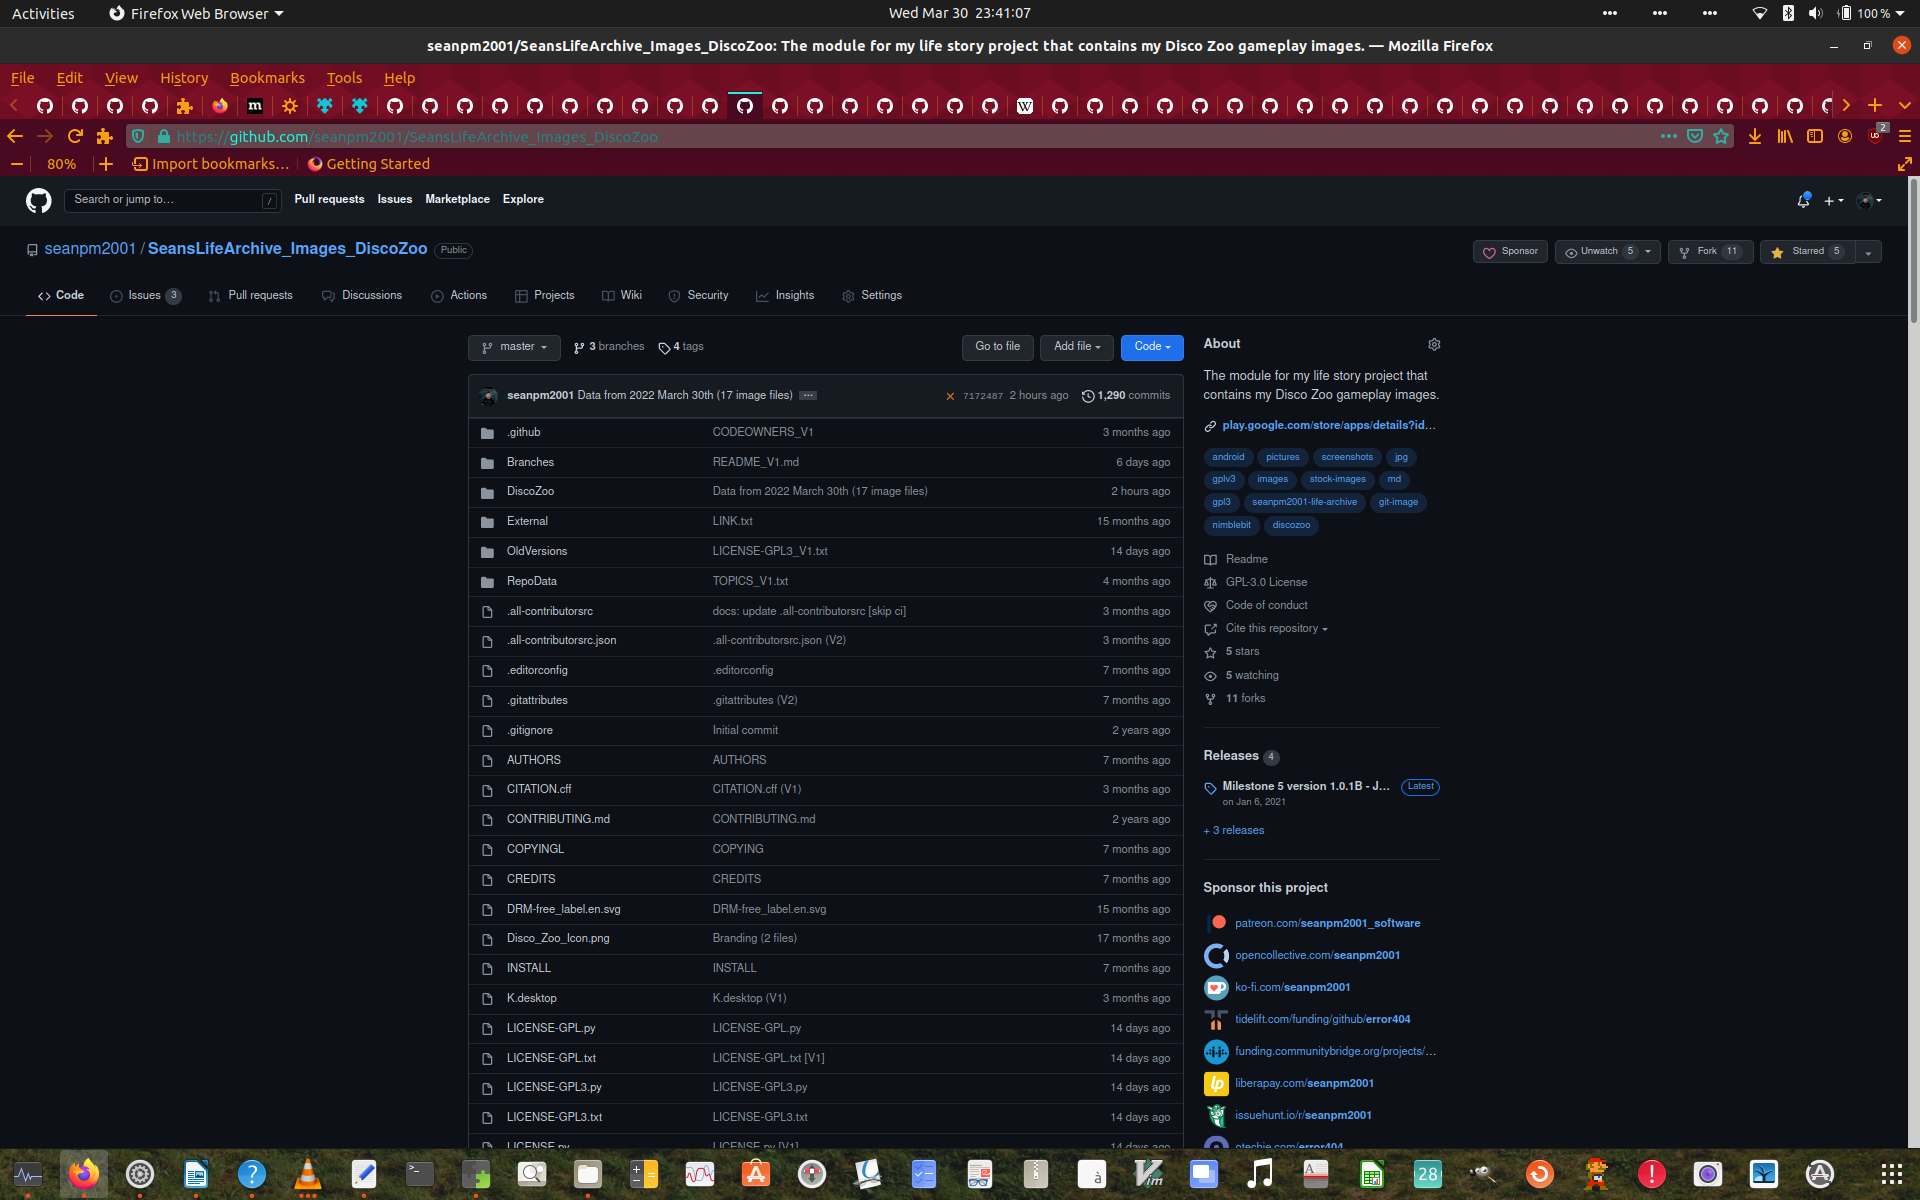 Activities Firefox Web Browser Wed Mar 30 23:41:07 100 %
seanpm2001/SeansLifeArchive_Images_DiscoZoo: The module for my life story project that contains my Disco Zoo gameplay images. — Mozilla Firefox
File Edit View History Bookmarks Tools Help
https://github.com/seanpm2001/SeansLifeArchive_Images_DiscoZoo 2
80% Import bookmarks... Getting Started
Search or jump to... / Pull requests Issues Marketplace Explore
seanpm2001 / SeansLifeArchive_Images_DiscoZoo Public Sponsor Unwatch 5 Fork 11 Starred 5
Code Issues 3 Pull requests Discussions Actions Projects Wiki Security Insights Settings
master 3 branches 4 tags Go to file Add file Code
seanpm2001 Data from 2022 March 30th (17 image files) ... 7172487 2 hours ago 1,290 commits
.github CODEOWNERS_V1 3 months ago
Branches README_V1.md 6 days ago
DiscoZoo Data from 2022 March 30th (17 image files) 2 hours ago
External LINK.txt 15 months ago
OldVersions LICENSE-GPL3_V1.txt 14 days ago
RepoData TOPICS_V1.txt 4 months ago
.all-contributorsrc docs: update .all-contributorsrc [skip ci] 3 months ago
.all-contributorsrc.json .all-contributorsrc.json (V2) 3 months ago
.editorconfig .editorconfig 7 months ago
.gitattributes .gitattributes (V2) 7 months ago
.gitignore Initial commit 2 years ago
AUTHORS AUTHORS 7 months ago
CITATION.cff CITATION.cff (V1) 3 months ago
CONTRIBUTING.md CONTRIBUTING.md 2 years ago
COPYINGL COPYING 7 months ago
CREDITS CREDITS 7 months ago
DRM-free_label.en.svg DRM-free_label.en.svg 15 months ago
Disco_Zoo_Icon.png Branding (2 files) 17 months ago
INSTALL INSTALL 7 months ago
K.desktop K.desktop (V1) 3 months ago
LICENSE-GPL.py LICENSE-GPL.py 14 days ago
LICENSE-GPL.txt LICENSE-GPL.txt [V1] 14 days ago
LICENSE-GPL3.py LICENSE-GPL3.py 14 days ago
LICENSE-GPL3.txt LICENSE-GPL3.txt 14 days ago
LICENSE.py LICENSE.py [V1] 14 days ago
About
The module for my life story project that
contains my Disco Zoo gameplay images.
play.google.com/store/apps/details?id...
android pictures screenshots jpg
gplv3 images stock-images md
gpl3 seanpm2001-life-archive git-image
nimblebit discozoo
Readme
GPL-3.0 License
Code of conduct
Cite this repository
5 stars
5 watching
11 forks
Releases 4
Milestone 5 version 1.0.1B - J... Latest
on Jan 6, 2021
+ 3 releases
Sponsor this project
patreon.com/seanpm2001_software
opencollective.com/seanpm2001
ko-fi.com/seanpm2001
tidelift.com/funding/github/error404
funding.communitybridge.org/projects/...
liberapay.com/seanpm2001
issuehunt.io/r/seanpm2001
otechie.com/error404
28